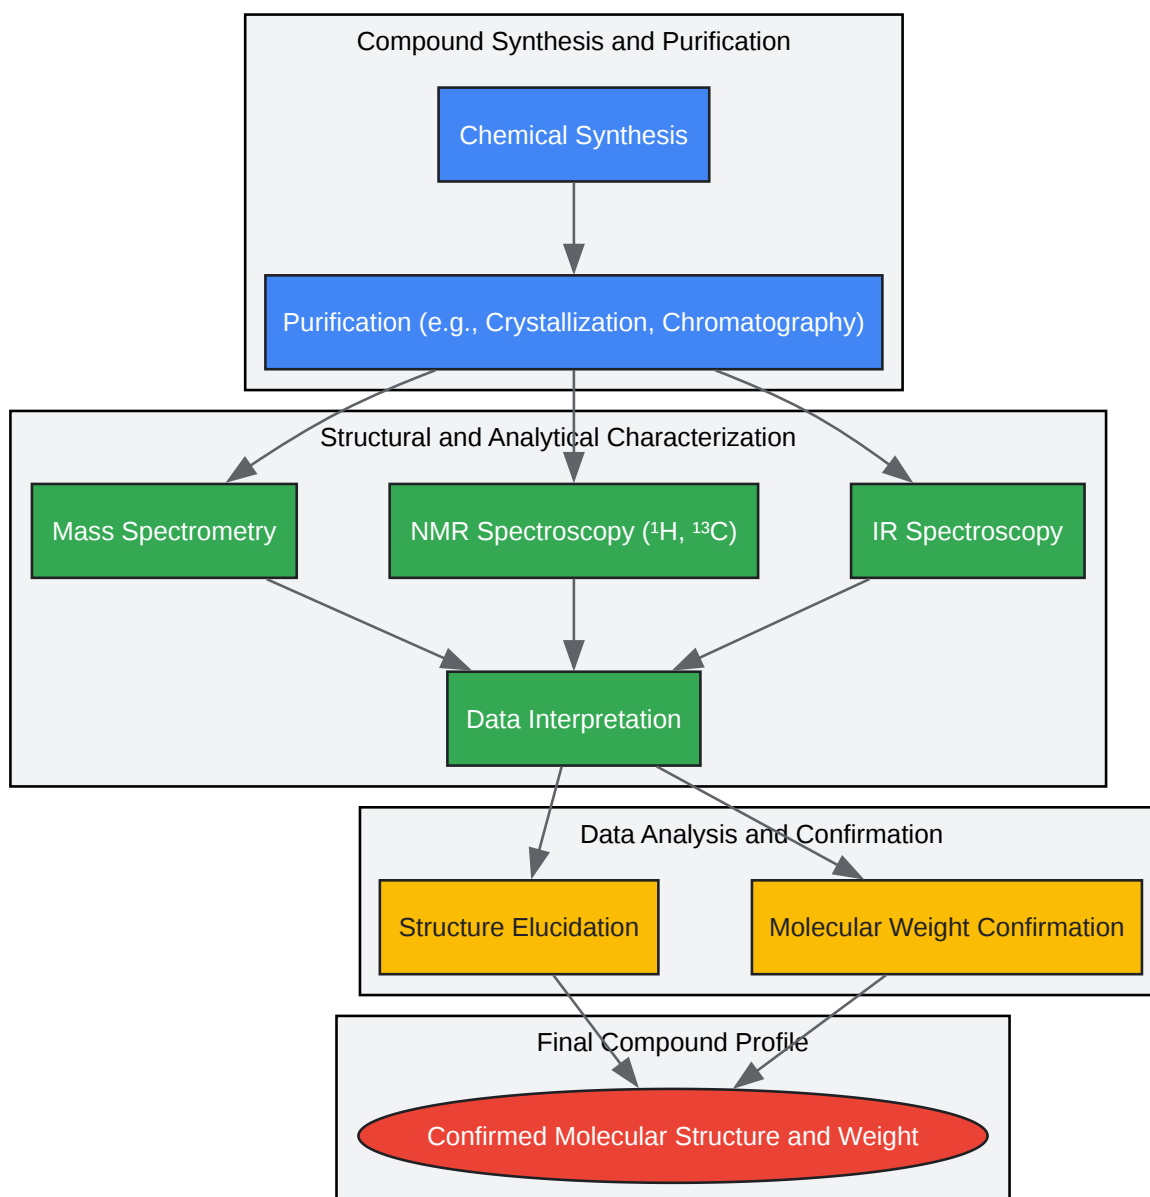 Compound Synthesis and Purification
Chemical Synthesis
Purification (e.g., Crystallization, Chromatography)
Structural and Analytical Characterization
Mass Spectrometry
NMR Spectroscopy (¹H, ¹³C)
IR Spectroscopy
Data Interpretation
Data Analysis and Confirmation
Structure Elucidation
Molecular Weight Confirmation
Final Compound Profile
Confirmed Molecular Structure and Weight